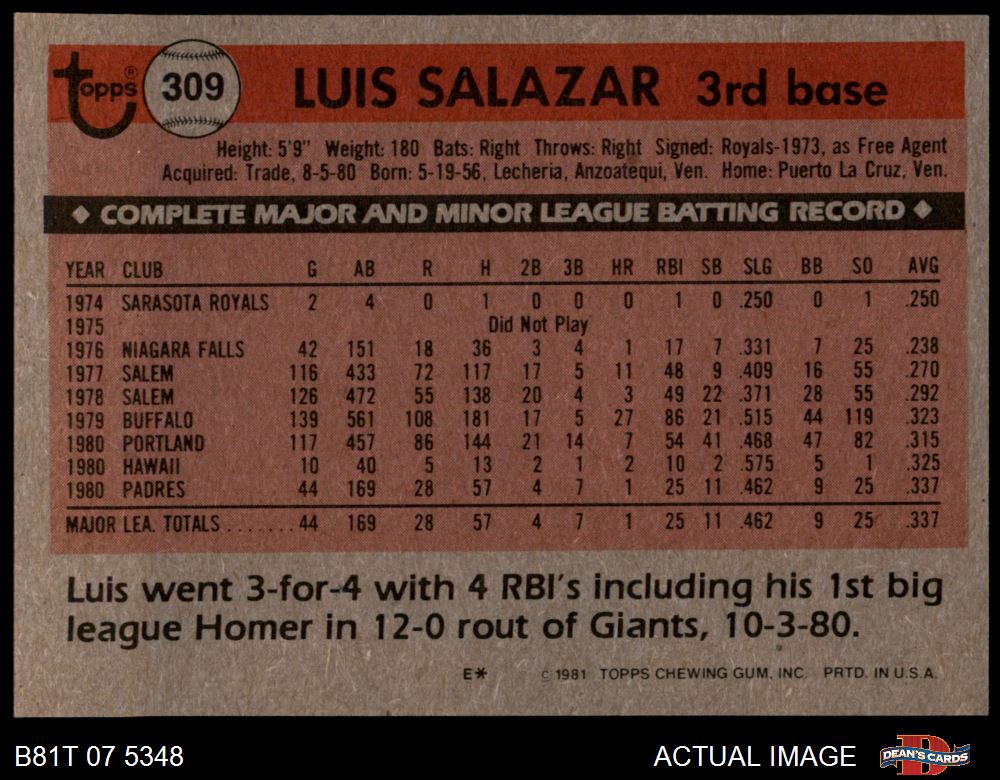 topps® 309 LUIS SALAZAR 3rd base
Height: 5'9" Weight: 180 Bats: Right Throws: Right Signed: Royals-1973, as Free Agent
Acquired: Trade, 8-5-80 Born: 5-19-56, Lecheria, Anzoatequi, Ven. Home: Puerto La Cruz, Ven.
◆ COMPLETE MAJOR AND MINOR LEAGUE BATTING RECORD ◆
YEAR CLUB G AB R H 2B 3B HR RBI SB SLG BB SO AVG
1974 SARASOTA ROYALS 2 4 0 1 0 0 0 1 0 .250 0 1 .250
1975 Did Not Play
1976 NIAGARA FALLS 42 151 18 36 3 4 1 17 7 .331 7 25 .238
1977 SALEM 116 433 72 117 17 5 11 48 9 .409 16 55 .270
1978 SALEM 126 472 55 138 20 4 3 49 22 .371 28 55 .292
1979 BUFFALO 139 561 108 181 17 5 27 86 21 .515 44 119 .323
1980 PORTLAND 117 457 86 144 21 14 7 54 41 .468 47 82 .315
1980 HAWAII 10 40 5 13 2 1 2 10 2 .575 5 1 .325
1980 PADRES 44 169 28 57 4 7 1 25 11 .462 9 25 .337
MAJOR LEA. TOTALS ........ 44 169 28 57 4 7 1 25 11 .462 9 25 .337
Luis went 3-for-4 with 4 RBI's including his 1st big
league Homer in 12-0 rout of Giants, 10-3-80.
E* © 1981 TOPPS CHEWING GUM, INC. PRTD. IN U.S.A.
B81T 07 5348 ACTUAL IMAGE D DEAN'S CARDS